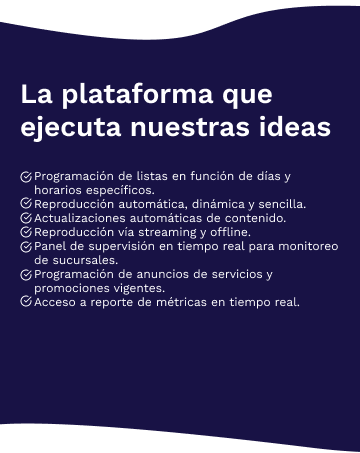 La plataforma que
ejecuta nuestras ideas
Programación de listas en función de días y
horarios específicos.
Reproducción automática, dinámica y sencilla.
Actualizaciones automáticas de contenido.
Reproducción vía streaming y offline.
Panel de supervisión en tiempo real para monitoreo
de sucursales.
Programación de anuncios de servicios y
promociones vigentes.
Acceso a reporte de métricas en tiempo real.